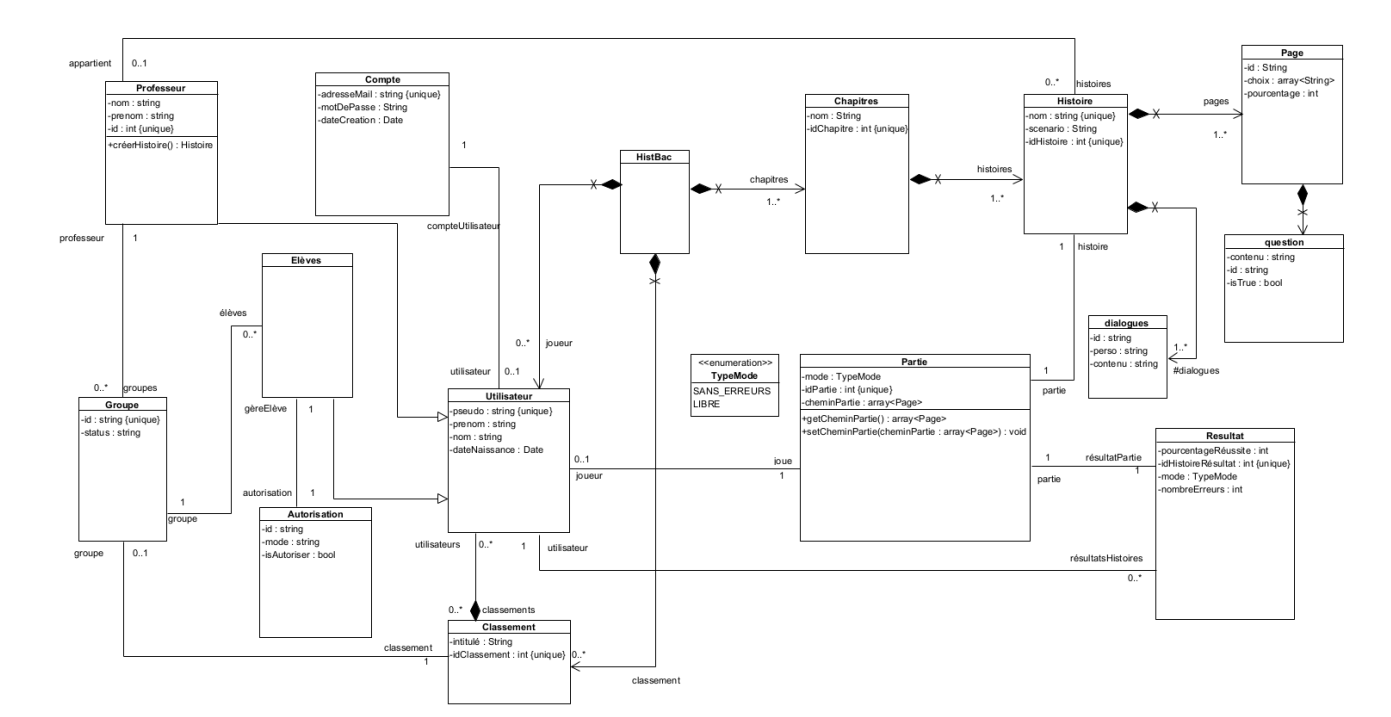 appartient
0..1
Professeur
-nom : string
-prenom : string
-id : int {unique}
+créerHistoire() : Histoire
Compte
-adresseMail : string {unique}
-motDePasse : String
-dateCreation : Date
1
HistBac
Chapitres
-nom : String
-idChapitre : int {unique}
0..*
histoires
Histoire
-nom : string {unique}
-scenario : String
-idHistoire : int {unique}
pages
1..*
Page
-id : String
-choix : array<String>
-pourcentage : int
chapitres
1..*
histoires
1..*
professeur
1
compteUtilisateur
1
histoire
question
-contenu : string
-id : string
-isTrue : bool
Elèves
élèves
0..*
dialogues
-id : string
-perso : string
-contenu : string
1..*
#dialogues
0..*
joueur
utilisateur
0..1
<<enumeration>>
TypeMode
SANS_ERREURS
LIBRE
Partie
-mode : TypeMode
-idPartie : int {unique}
-cheminPartie : array<Page>
+getCheminPartie() : array<Page>
+setCheminPartie(cheminPartie : array<Page>) : void
1
partie
0..*
groupes
Groupe
-id : string {unique}
-status : string
gèreElève
1
Utilisateur
-pseudo : string {unique}
-prenom : string
-nom : string
-dateNaissance : Date
0..1
joueur
joue
1
1
partie
résultatPartie
1
Resultat
-pourcentageRéussite : int
-idHistoireRésultat : int {unique}
-mode : TypeMode
-nombreErreurs : int
1
groupe
autorisation
1
Autorisation
-id : string
-mode : string
-isAutoriser : bool
groupe
0..1
utilisateurs
0..*
1
utilisateur
résultatsHistoires
0..*
0..*
classements
Classement
-intitulé : String
-idClassement : int {unique}
classement
1
0..*
classement